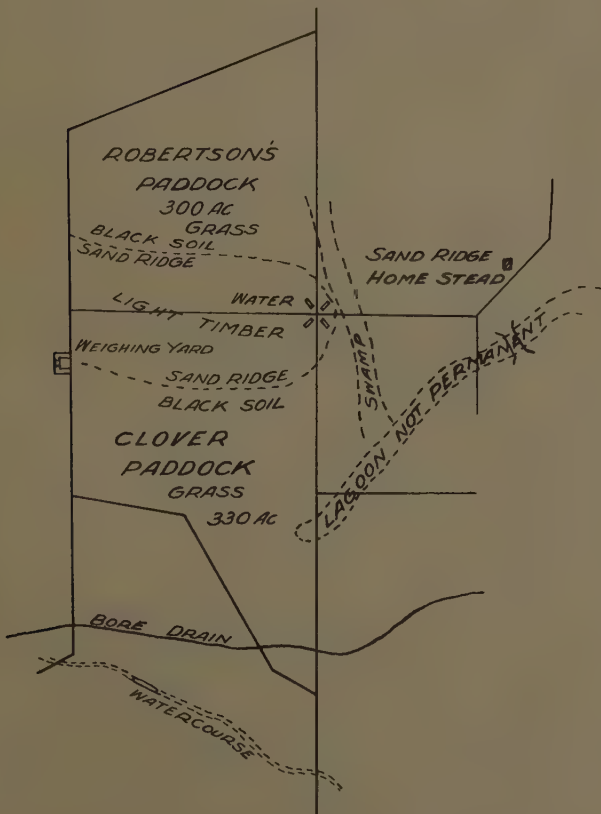 ROBERTSON'S
PADDOCK
300 AC
GRASS
BLACK SOIL
SAND RIDGE
SAND RIDGE
HOME STEAD
LIGHT
WATER
TIMBER
WEIGHING YARD
SAND RIDGE
BLACK SOIL
SWAMP
LAGOON NOT PERMANANT
CLOVER
PADDOCK
GRASS
330 AC
BORE DRAIN
WATERCOURSE